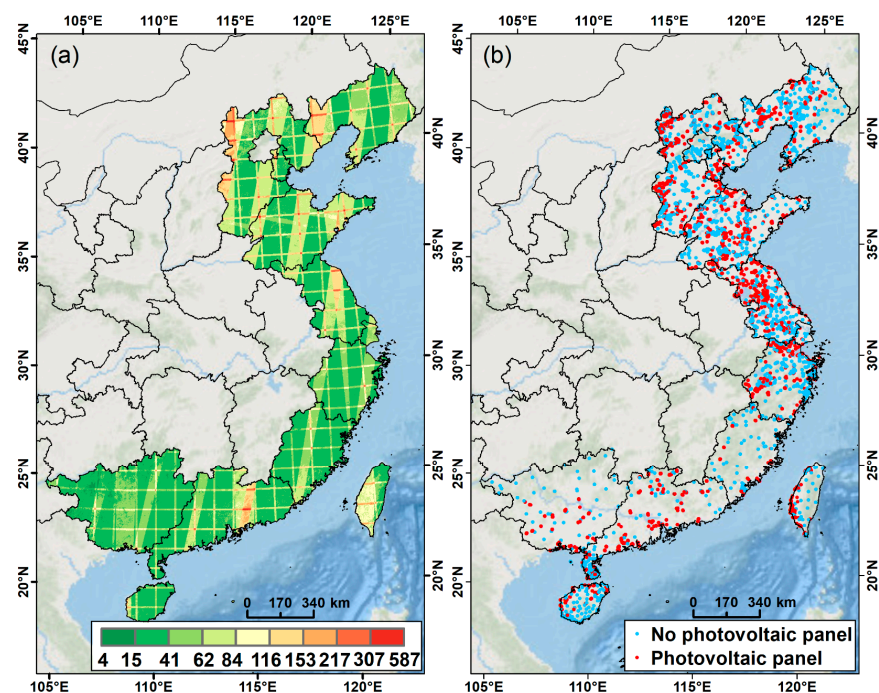 105°E 110°E 115°E 120°E 125°E
105°E 110°E 115°E 120°E 125°E
(a)
(b)
45°N
40°N
35°N
30°N
25°N
20°N
40°N
35°N
30°N
25°N
20°N
45°N
40°N
35°N
30°N
25°N
20°N
40°N
35°N
30°N
25°N
20°N
0 170 340 km
0 170 340 km
4 15 41 62 84 116 153 217 307 587
No photovoltaic panel
Photovoltaic panel
105°E 110°E 115°E 120°E
105°E 110°E 115°E 120°E